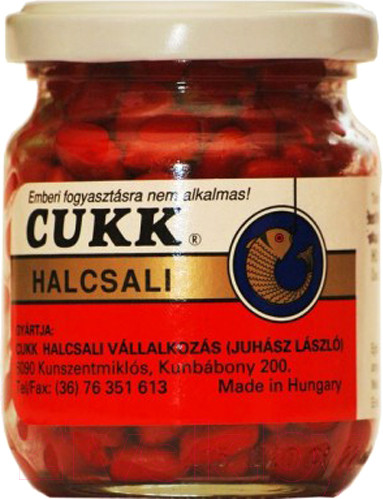 Emberi fogyasztásra nem alkalmas!
CUKK®
HALCSALI
GYÁRTJA:
CUKK HALCSALI VÁLLALKOZÁS (JUHÁSZ LÁSZLÓ)
6090 Kunszentmiklós, Kunbábony 200.
Tel/Fax: (36) 76 351 613 Made in Hungary